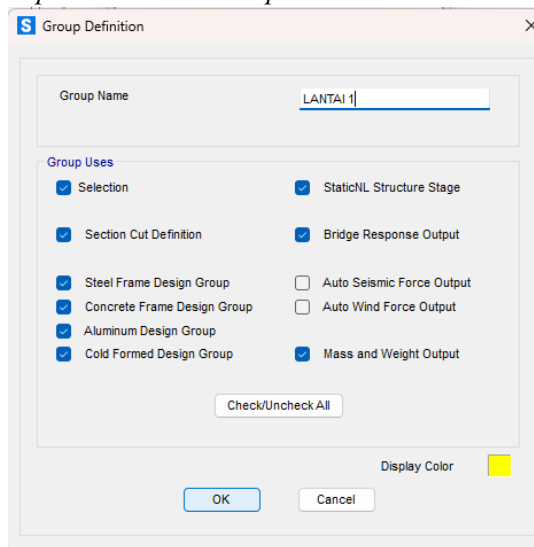 S Group Definition
Group Name
LANTAI 1
Group Uses
Selection
StaticNL Structure Stage
Section Cut Definition
Bridge Response Output
Steel Frame Design Group
Auto Seismic Force Output
Concrete Frame Design Group
Auto Wind Force Output
Aluminum Design Group
Cold Formed Design Group
Mass and Weight Output
Check/Uncheck All
Display Color
OK
Cancel